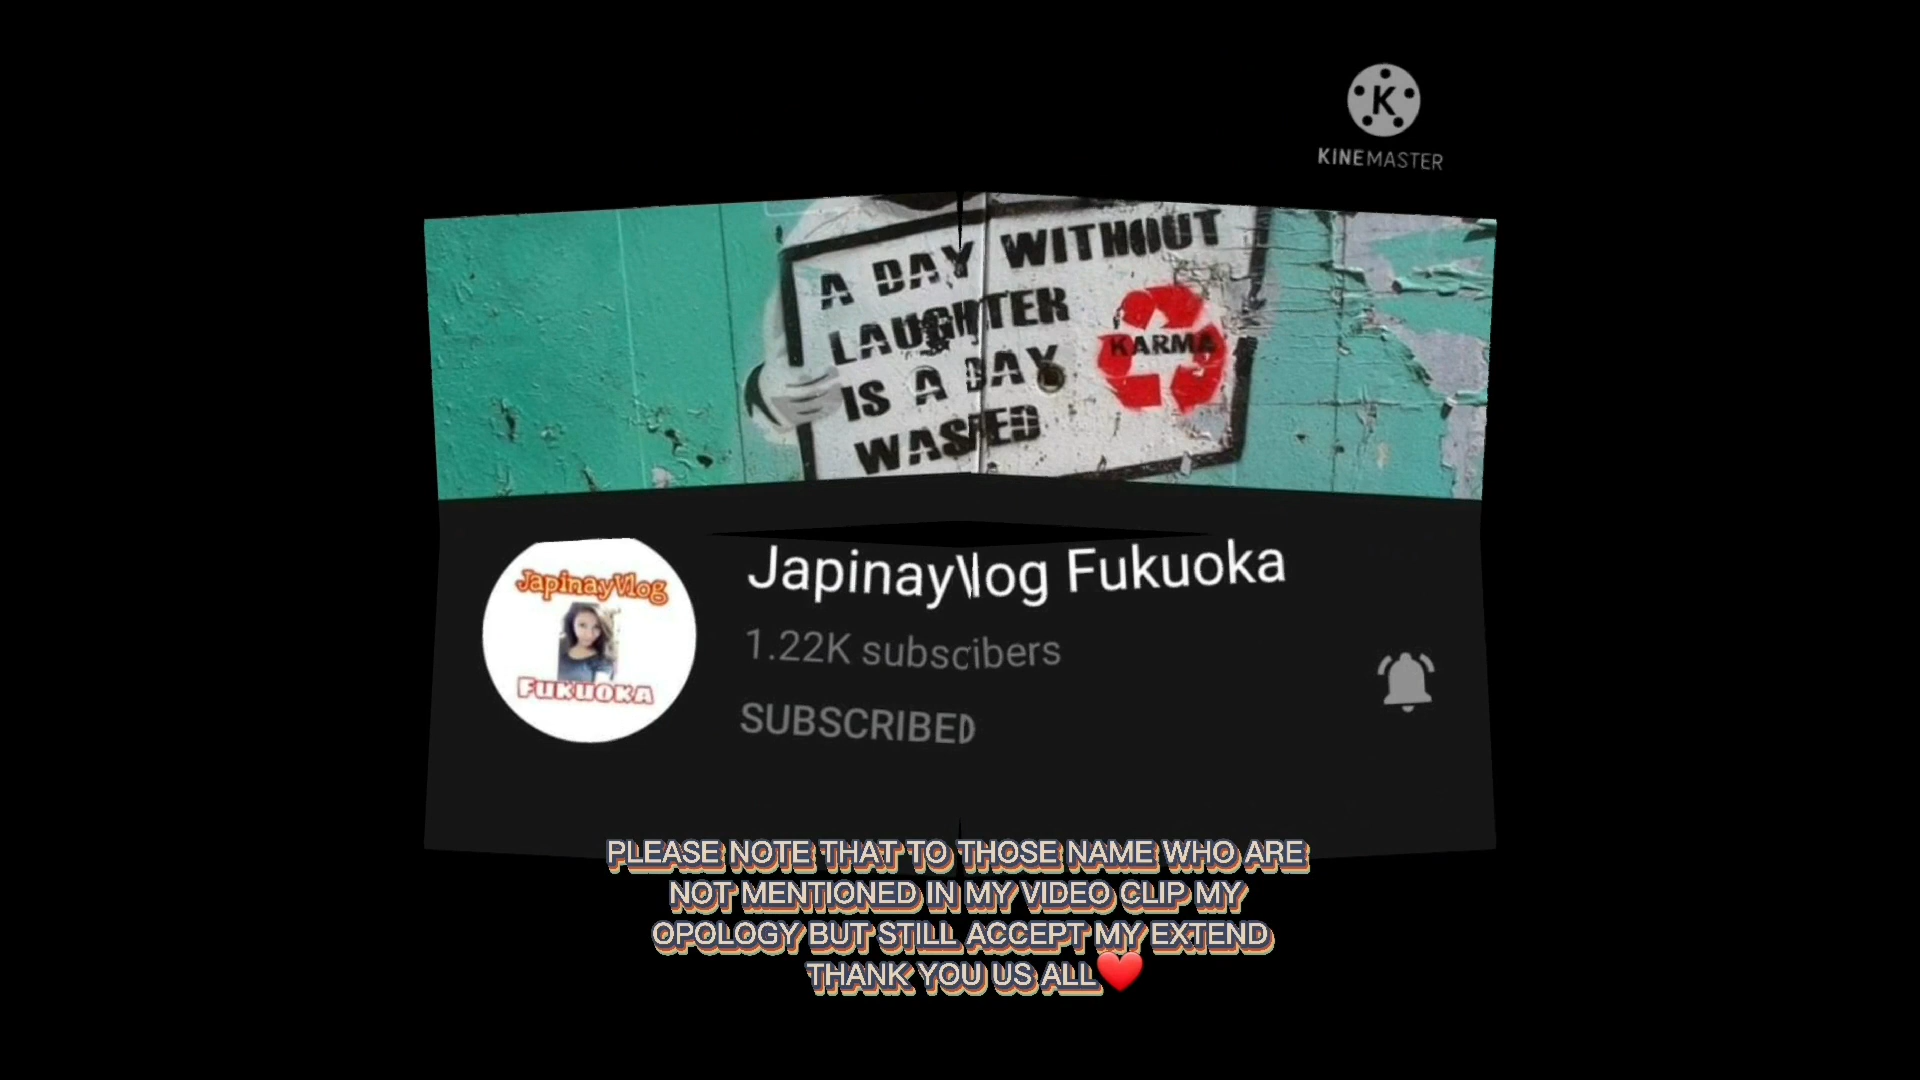 KINEMASTER
A DAY WITHOUT
LAUGHTER
IS A DAY
WASTED
KARMA
JapinayVlog
FUKUOKA
JapinayVlog Fukuoka
1.22K subscibers
SUBSCRIBED
PLEASE NOTE THAT TO THOSE NAME WHO ARE
NOT MENTIONED IN MY VIDEO CLIP MY
OPOLOGY BUT STILL ACCEPT MY EXTEND
THANK YOU US ALL❤️